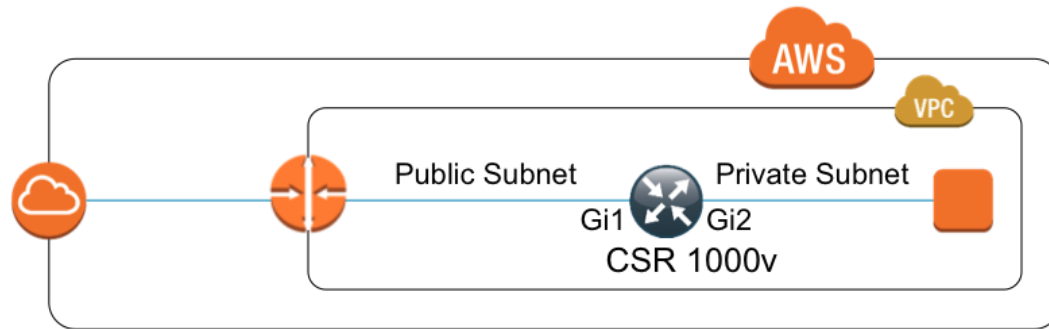 AWS
VPC
Public Subnet
Private Subnet
Gi1
Gi2
CSR 1000v